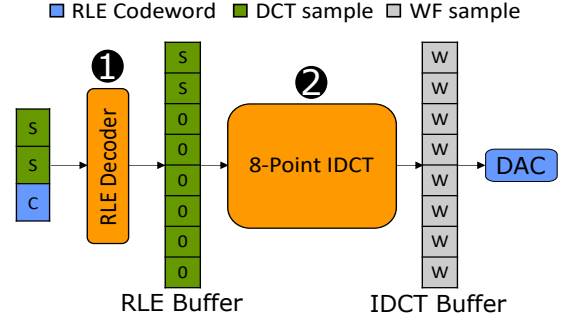 RLE Codeword DCT sample WF sample
1
2
S
S
C
RLE Decoder
S
S
0
0
0
0
0
0
8-Point IDCT
W
W
W
W
W
W
W
W
DAC
RLE Buffer
IDCT Buffer